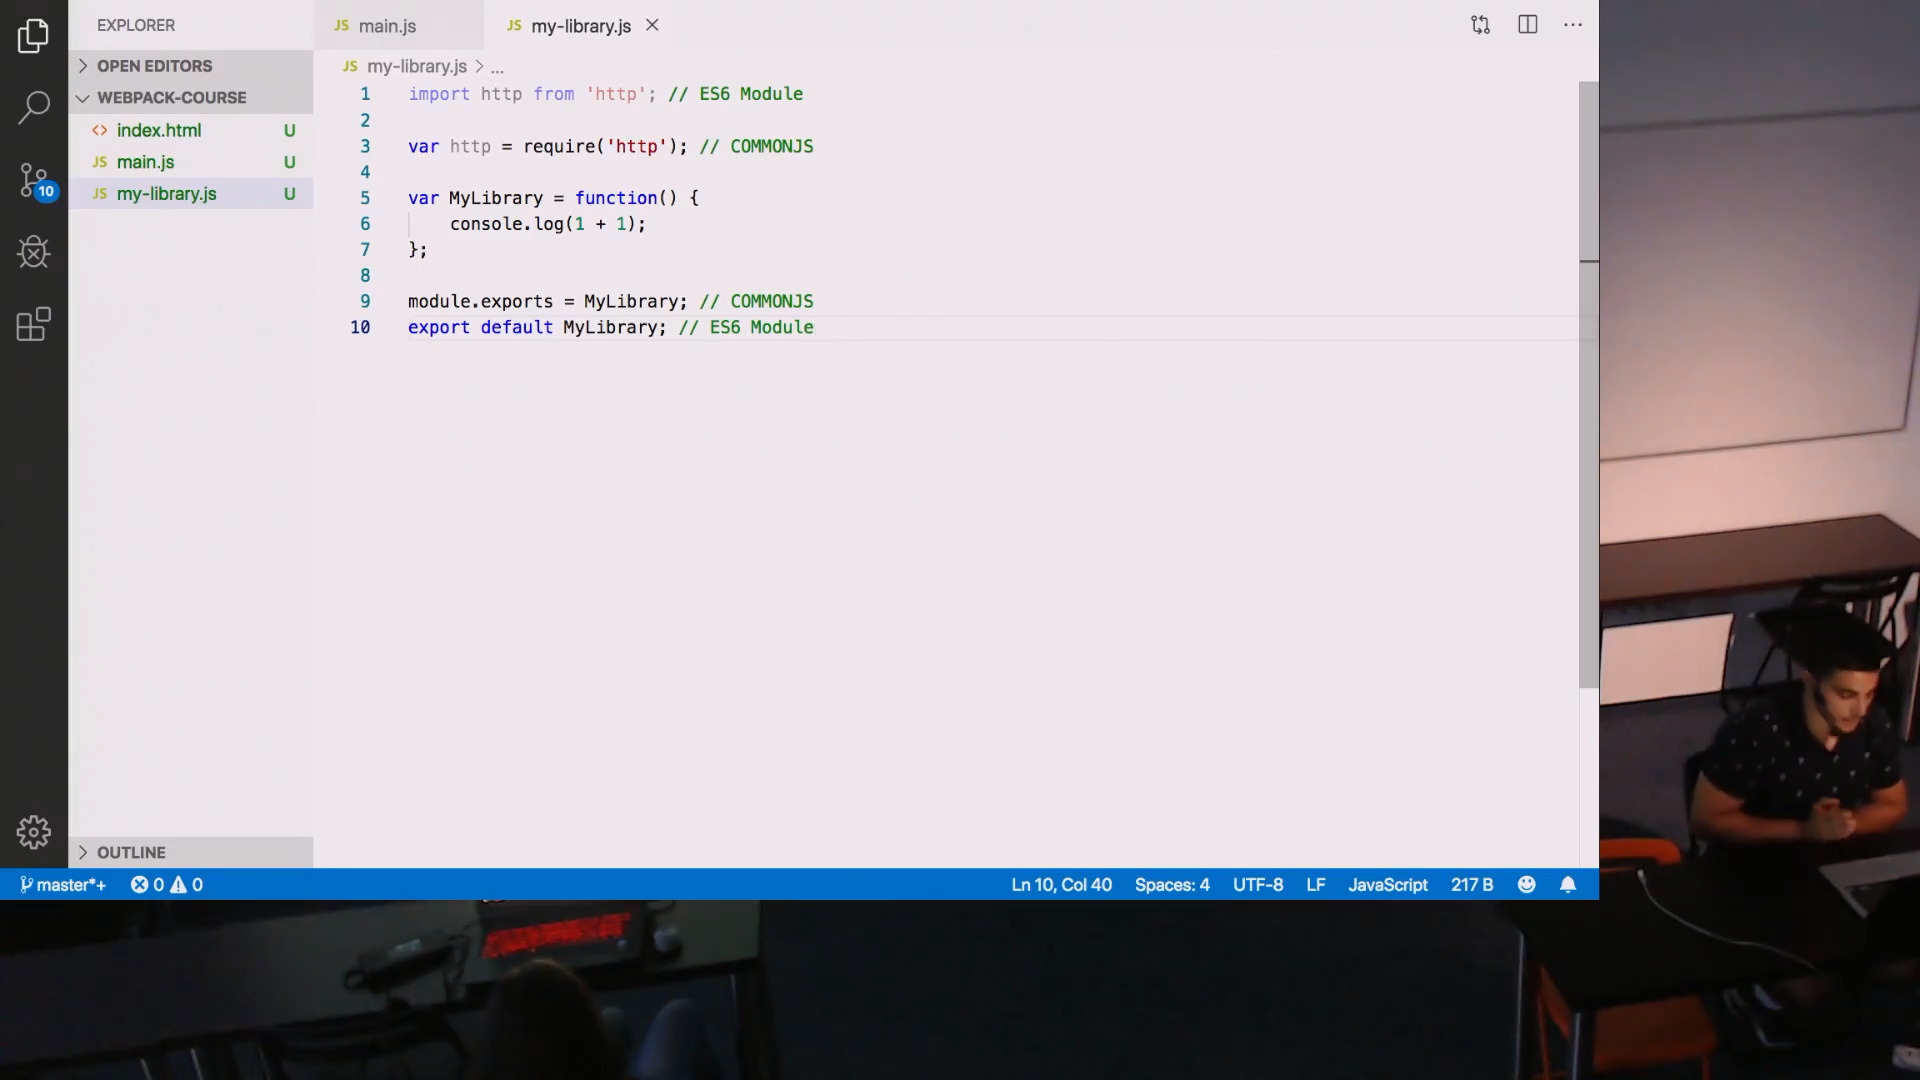 EXPLORER
OPEN EDITORS
WEBPACK-COURSE
index.html U
main.js U
my-library.js U
10
OUTLINE
JS main.js
JS my-library.js
JS my-library.js > ...
1 import http from 'http'; // ES6 Module
2
3 var http = require('http'); // COMMONJS
4
5 var MyLibrary = function() {
6 console.log(1 + 1);
7 };
8
9 module.exports = MyLibrary; // COMMONJS
10 export default MyLibrary; // ES6 Module
master*+ 0 0 Ln 10, Col 40 Spaces: 4 UTF-8 LF JavaScript 217 B